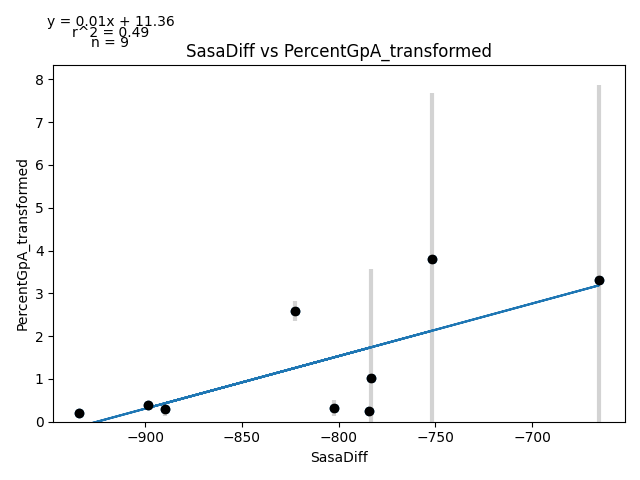 y = 0.01x + 11.36
r^2 = 0.49
n = 9
SasaDiff vs PercentGpA_transformed
8
7
6
5
4
3
2
1
0
PercentGpA_transformed
−900
−850
−800
−750
−700
SasaDiff